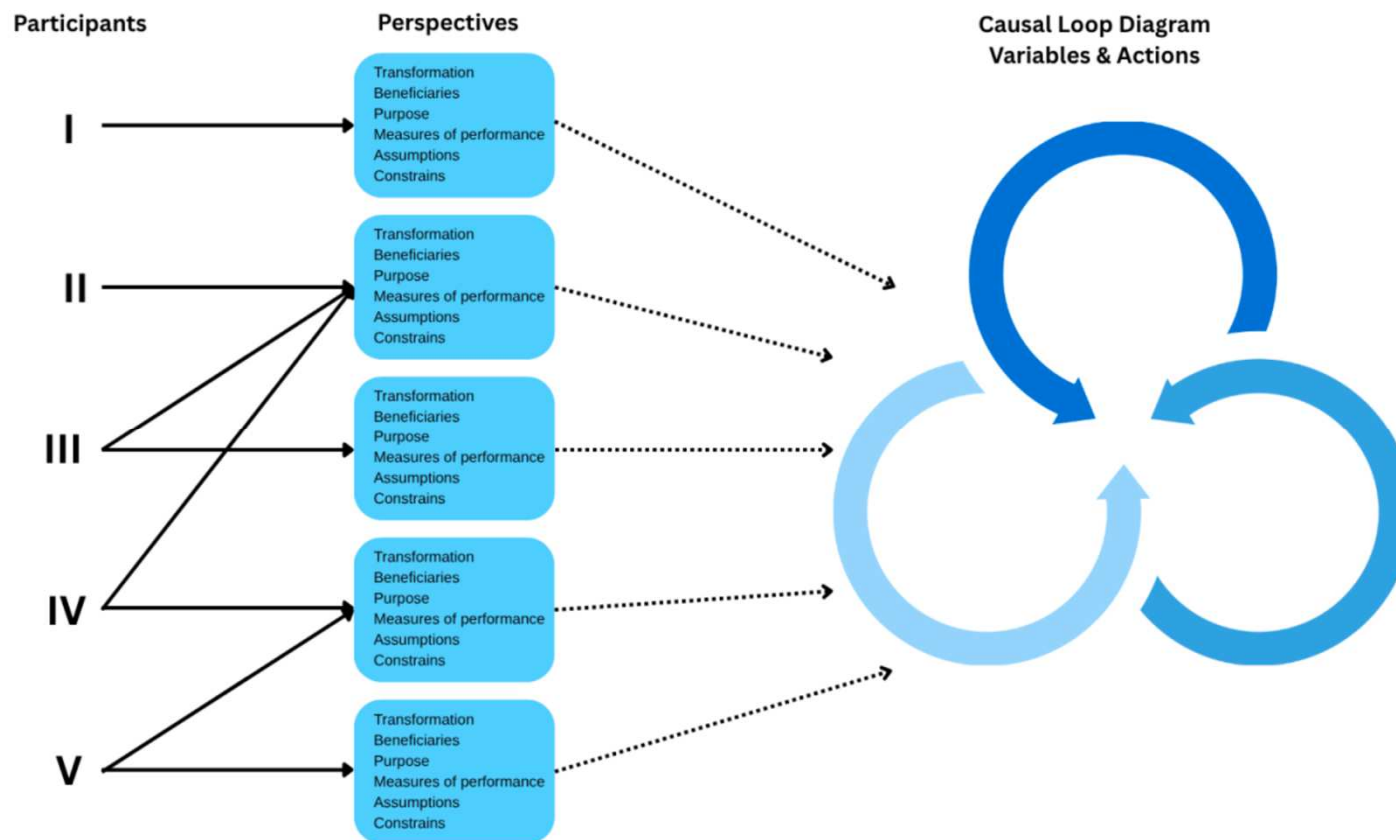 Participants
Perspectives
Causal Loop Diagram
Variables & Actions
I
Transformation
Beneficiaries
Purpose
Measures of performance
Assumptions
Constrains
II
Transformation
Beneficiaries
Purpose
Measures of performance
Assumptions
Constrains
III
Transformation
Beneficiaries
Purpose
Measures of performance
Assumptions
Constrains
IV
Transformation
Beneficiaries
Purpose
Measures of performance
Assumptions
Constrains
V
Transformation
Beneficiaries
Purpose
Measures of performance
Assumptions
Constrains